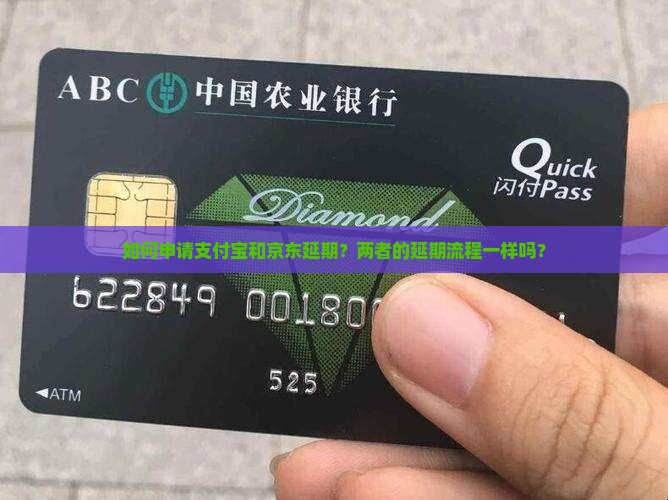 ABC 中国农业银行
Quick
闪付Pass
Diamond
如何申请支付宝和京东延期？两者的延期流程一样吗？
622849 00180
525
◀ATM